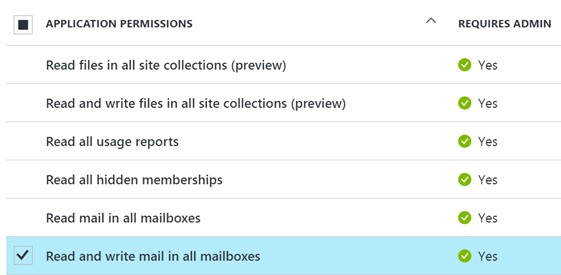 APPLICATION PERMISSIONS REQUIRES ADMIN
Read files in all site collections (preview) Yes
Read and write files in all site collections (preview) Yes
Read all usage reports Yes
Read all hidden memberships Yes
Read mail in all mailboxes Yes
Read and write mail in all mailboxes Yes